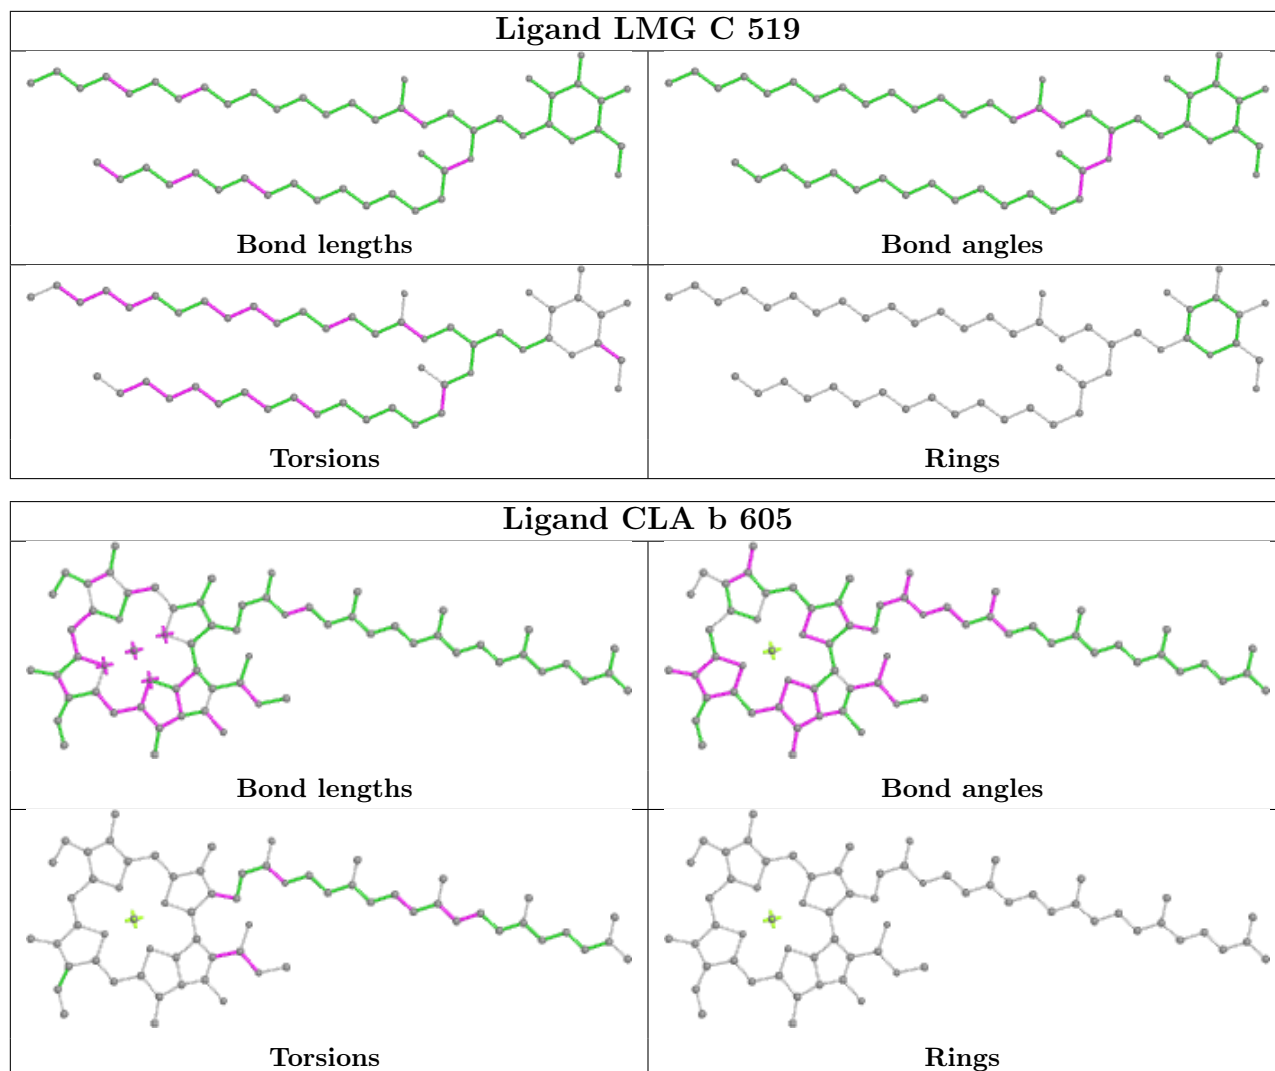 Ligand LMG C 519
Bond lengths
Bond angles
Torsions
Rings
Ligand CLA b 605
Bond lengths
Bond angles
Torsions
Rings